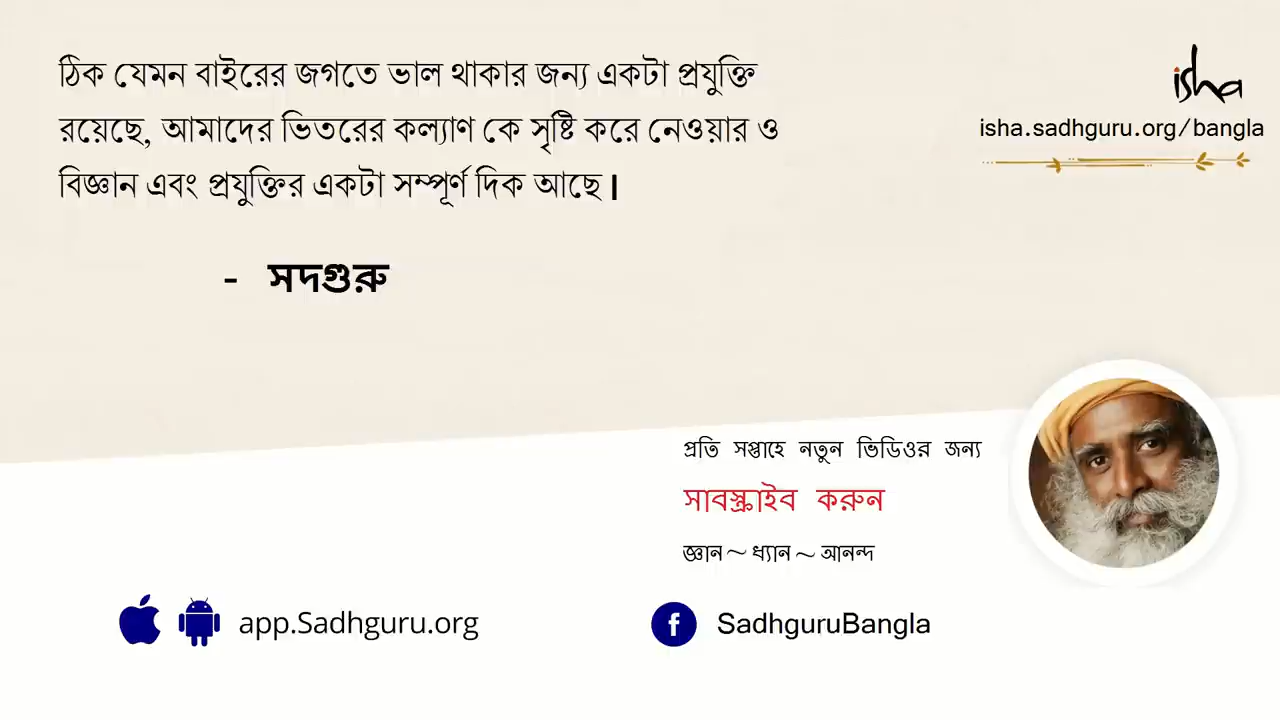 ঠিক যেমন বাইরের জগতে ভাল থাকার জন্য একটা প্রযুক্তি
রয়েছে, আমাদের ভিতরের কল্যাণ কে সৃষ্টি করে নেওয়ার ও
বিজ্ঞান এবং প্রযুক্তির একটা সম্পূর্ণ দিক আছে।
- সদগুরু
isha
isha.sadhguru.org/bangla
প্রতি সপ্তাহে নতুন ভিডিওর জন্য
সাবস্ক্রাইব করুন
জ্ঞান ~ ধ্যান ~ আনন্দ
app.Sadhguru.org
f SadhguruBangla